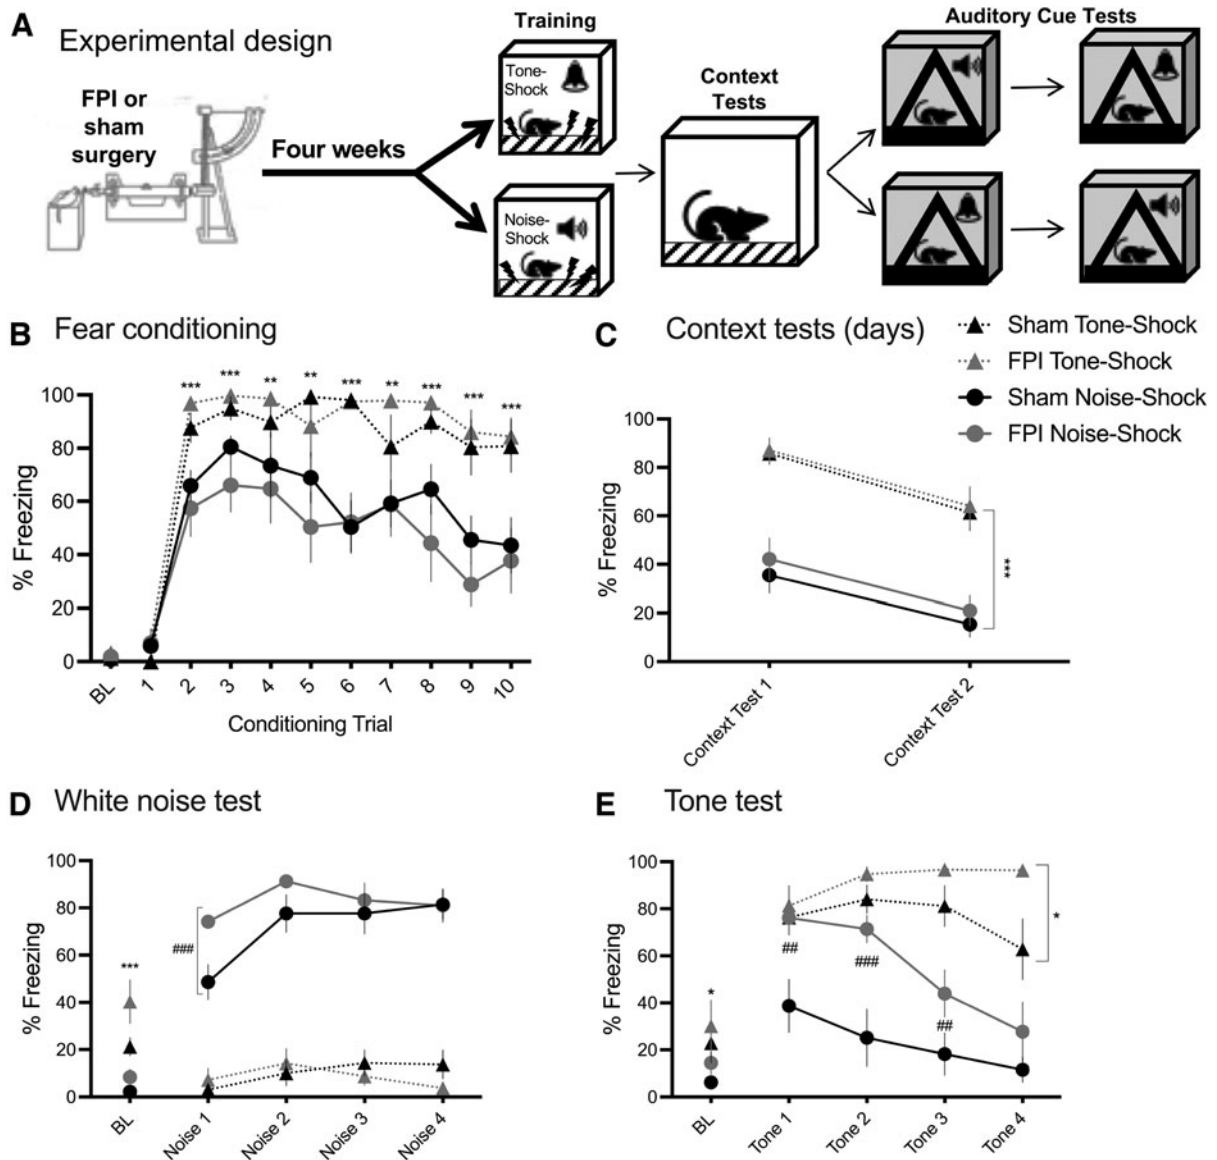 A Experimental design
FPI or
sham
surgery
Four weeks
Training
Tone-
Shock
Noise-
Shock
Context
Tests
Auditory Cue Tests
B Fear conditioning
% Freezing
100
80
60
40
20
0
*** *** ** ** *** ** *** *** ***
BL 1 2 3 4 5 6 7 8 9 10
Conditioning Trial
C Context tests (days)
Sham Tone-Shock
FPI Tone-Shock
Sham Noise-Shock
FPI Noise-Shock
% Freezing
100
80
60
40
20
0
***
Context Test 1 Context Test 2
D White noise test
% Freezing
100
80
60
40
20
0
***
###
BL Noise 1 Noise 2 Noise 3 Noise 4
E Tone test
% Freezing
100
80
60
40
20
0
*
## ### ##
*
BL Tone 1 Tone 2 Tone 3 Tone 4